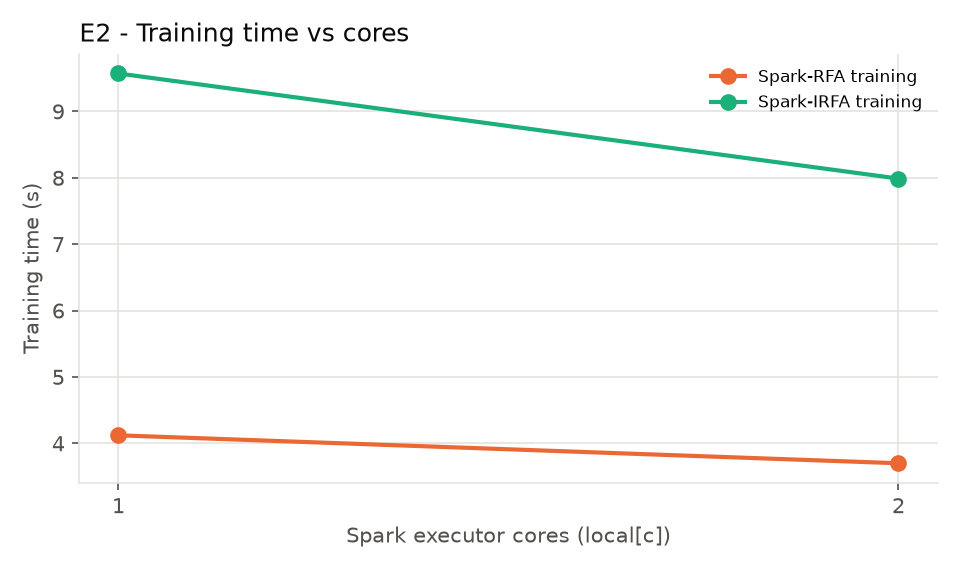 E2 - Training time vs cores
Spark-RFA training
Spark-IRFA training
Training time (s)
9
8
7
6
5
4
1
2
Spark executor cores (local[c])